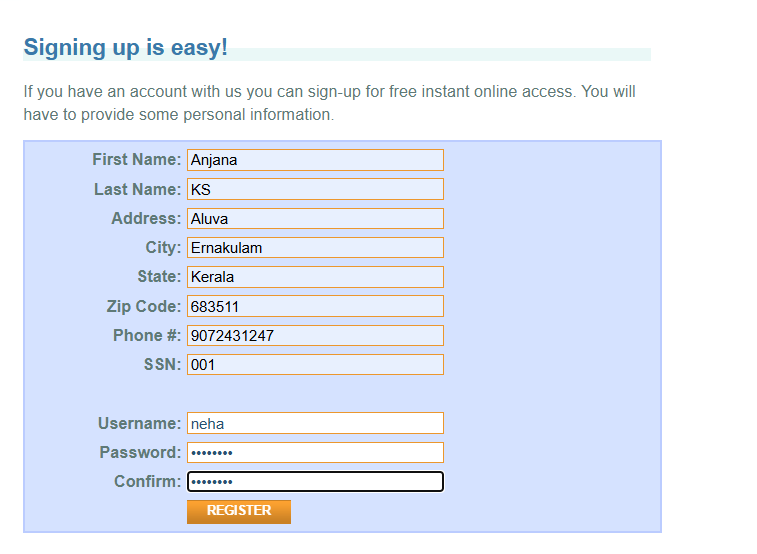 Signing up is easy!
If you have an account with us you can sign-up for free instant online access. You will
have to provide some personal information.
First Name: Anjana
Last Name: KS
Address: Aluva
City: Ernakulam
State: Kerala
Zip Code: 683511
Phone #: 9072431247
SSN: 001
Username: neha
Password: ••••••••
Confirm: ••••••••
REGISTER